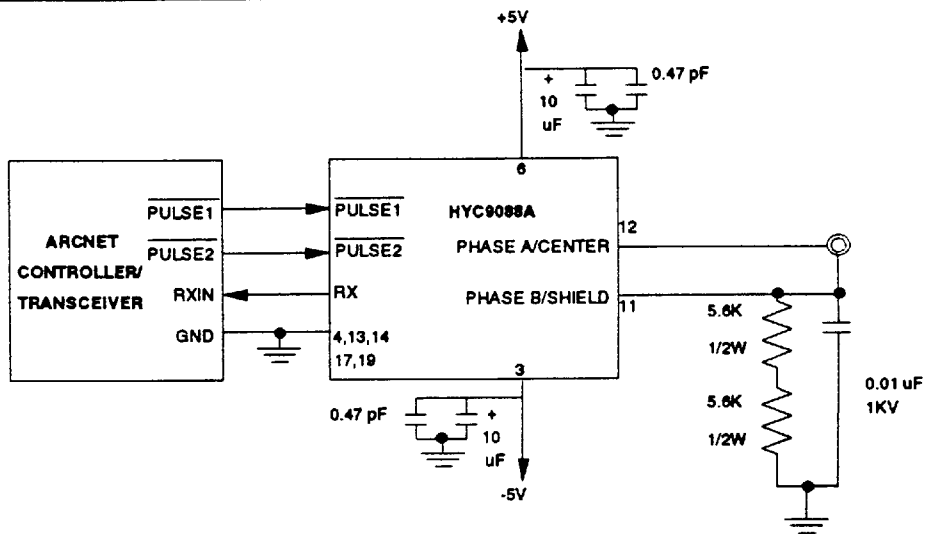 +5V
+
10
uF
0.47 pF
6
PULSE1
PULSE1
HYC9088A
12
ARCNET
CONTROLLER/
TRANSCEIVER
PULSE2
PULSE2
PHASE A/CENTER
RXIN
RX
PHASE B/SHIELD
11
GND
4,13,14
17,19
3
5.6K
1/2W
5.6K
1/2W
0.01 uF
1KV
0.47 pF
+
10
uF
-5V